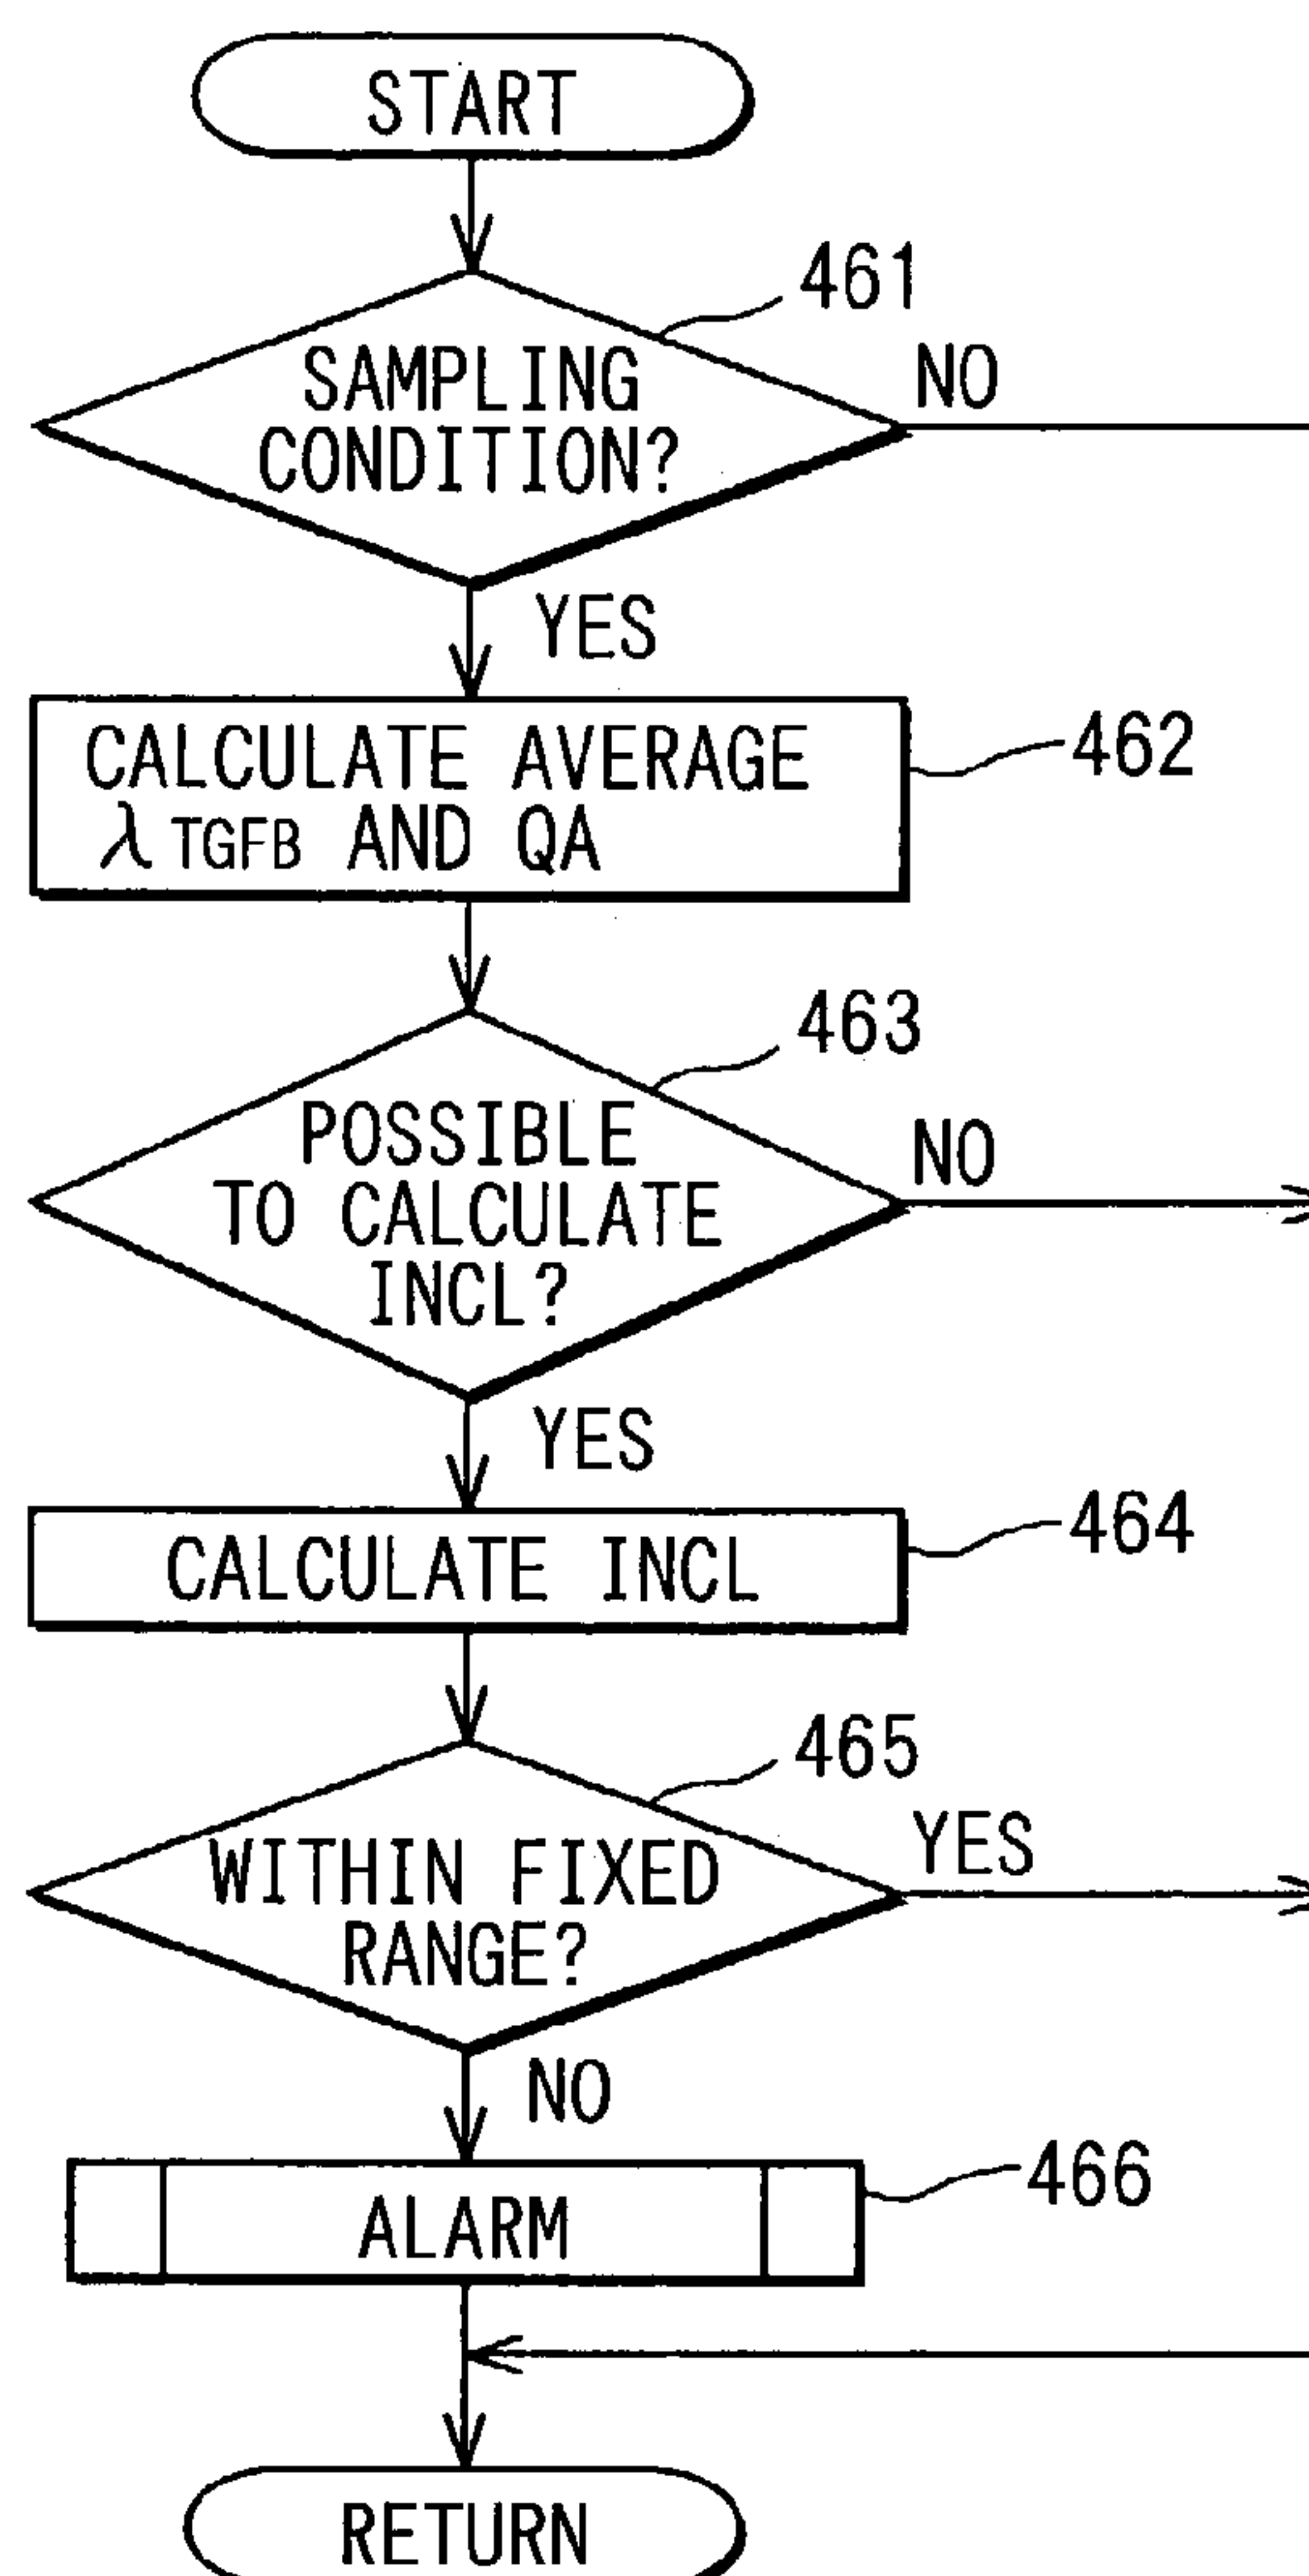 START
461
SAMPLING
CONDITION?
NO
YES
462
CALCULATE AVERAGE
λ TGFB AND QA
463
POSSIBLE
TO CALCULATE
INCL?
NO
YES
464
CALCULATE INCL
465
WITHIN FIXED
RANGE?
YES
NO
466
ALARM
RETURN